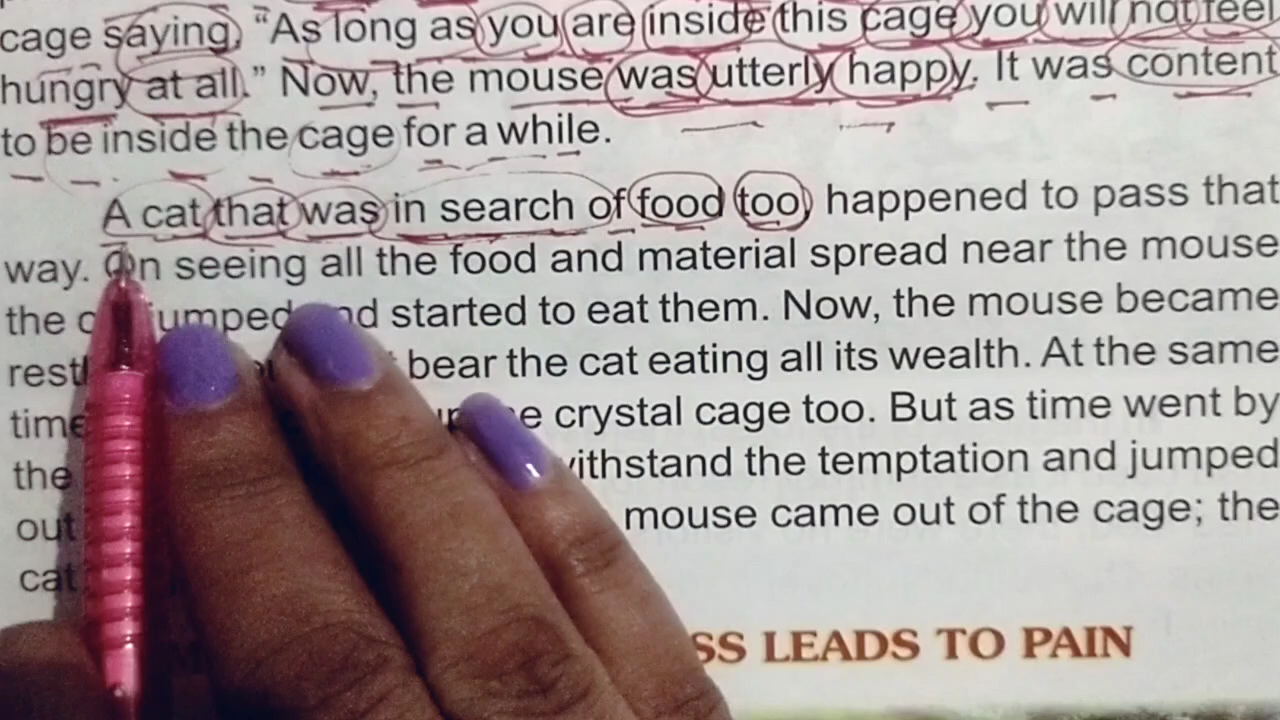 cage saying, “As long as you are inside this cage you will not feel
hungry at all.” Now, the mouse was utterly happy. It was content
to be inside the cage for a while.
A cat that was in search of food too, happened to pass that
way. On seeing all the food and material spread near the mouse
the jumped and started to eat them. Now, the mouse became
bear the cat eating all its wealth. At the same
time crystal cage too. But as time went by
the withstand the temptation and jumped
out mouse came out of the cage; the
cat
LEADS TO PAIN